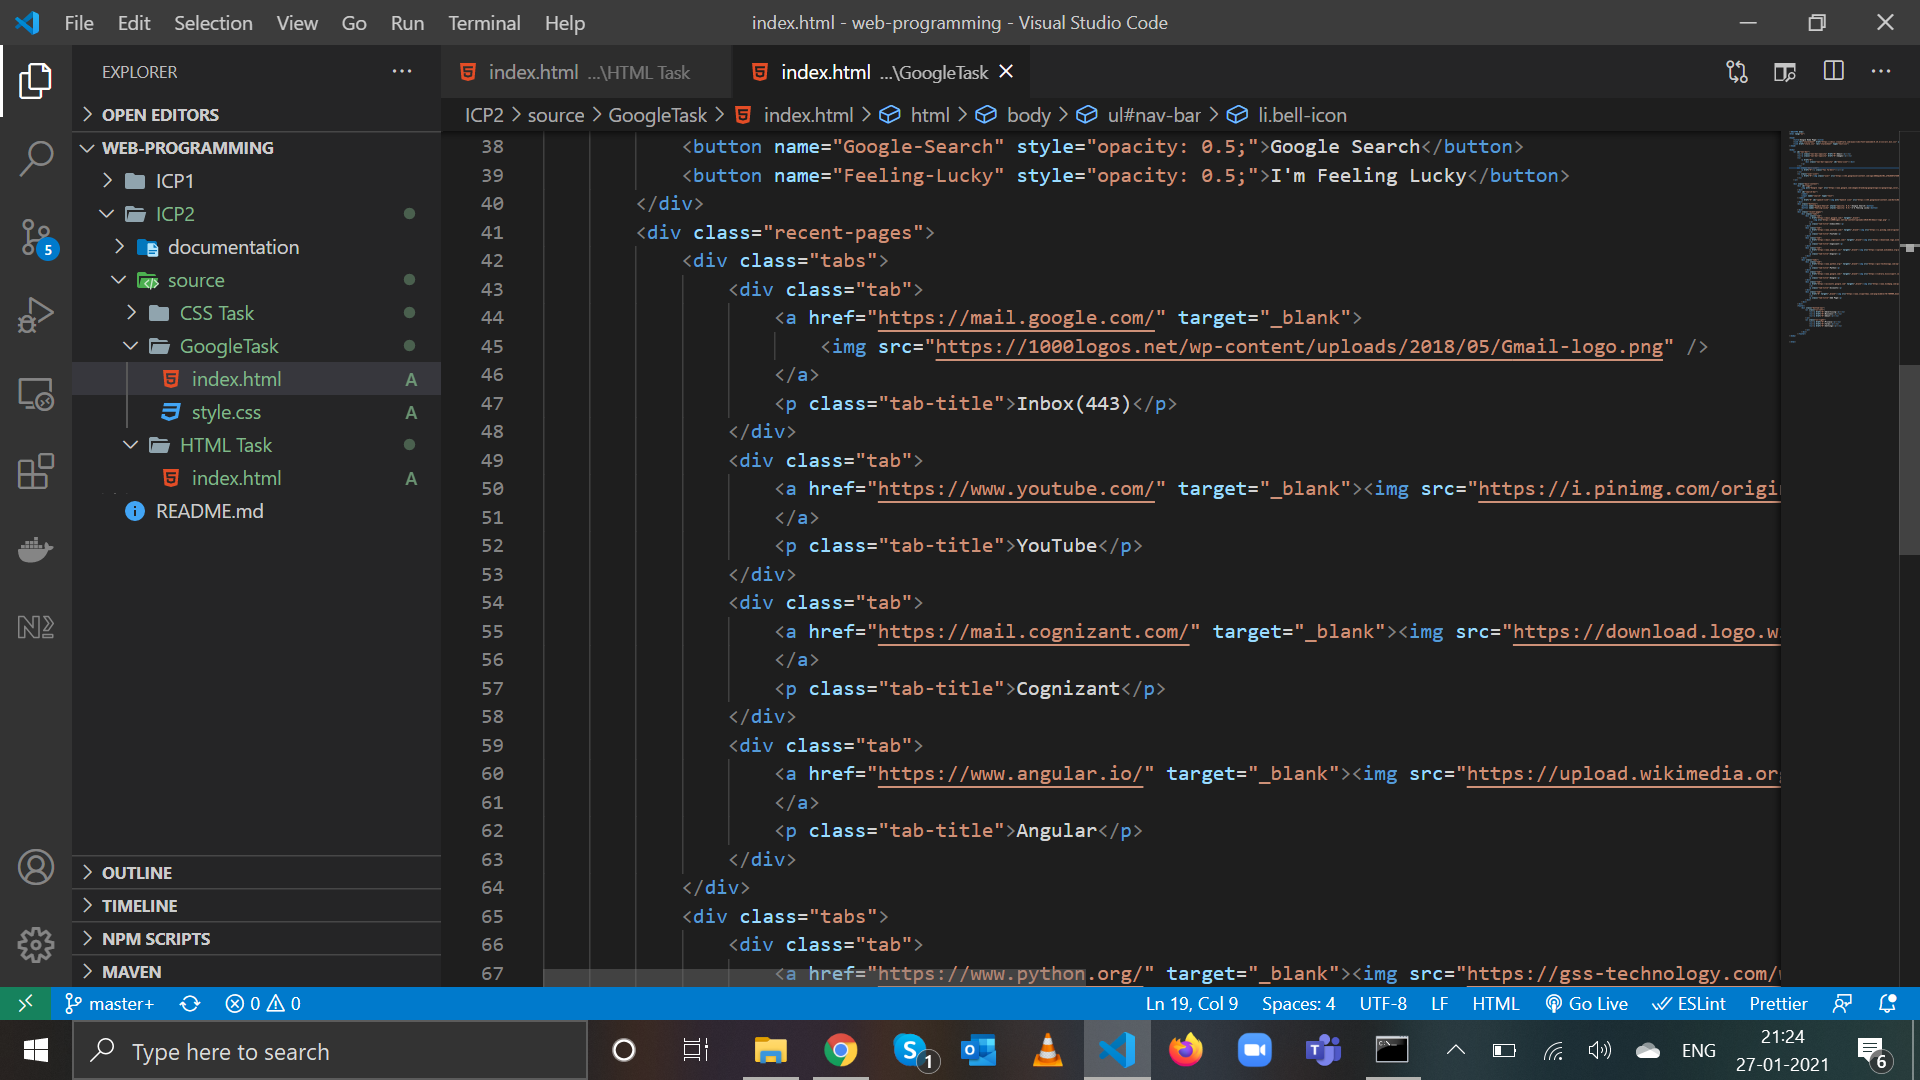 File Edit Selection View Go Run Terminal Help
index.html - web-programming - Visual Studio Code
EXPLORER
index.html ...\HTML Task
index.html ...\GoogleTask
OPEN EDITORS
ICP2 > source > GoogleTask > index.html > html > body > ul#nav-bar > li.bell-icon
WEB-PROGRAMMING
ICP1
ICP2
documentation
source
CSS Task
GoogleTask
index.html A
style.css A
HTML Task
index.html A
README.md
5
OUTLINE
TIMELINE
NPM SCRIPTS
MAVEN
38 <button name="Google-Search" style="opacity: 0.5;">Google Search</button>
39 <button name="Feeling-Lucky" style="opacity: 0.5;">I'm Feeling Lucky</button>
40 </div>
41 <div class="recent-pages">
42 <div class="tabs">
43 <div class="tab">
44 <a href="https://mail.google.com/" target="_blank">
45 <img src="https://1000logos.net/wp-content/uploads/2018/05/Gmail-logo.png" />
46 </a>
47 <p class="tab-title">Inbox(443)</p>
48 </div>
49 <div class="tab">
50 <a href="https://www.youtube.com/" target="_blank"><img src="https://i.pinimg.com/origi
51 </a>
52 <p class="tab-title">YouTube</p>
53 </div>
54 <div class="tab">
55 <a href="https://mail.cognizant.com/" target="_blank"><img src="https://download.logo.w
56 </a>
57 <p class="tab-title">Cognizant</p>
58 </div>
59 <div class="tab">
60 <a href="https://www.angular.io/" target="_blank"><img src="https://upload.wikimedia.or
61 </a>
62 <p class="tab-title">Angular</p>
63 </div>
64 </div>
65 <div class="tabs">
66 <div class="tab">
67 <a href="https://www.python.org/" target="_blank"><img src="https://gss-technology.com/
master+ 0 0 Ln 19, Col 9 Spaces: 4 UTF-8 LF HTML Go Live ESLint Prettier
Type here to search
1
ENG
21:24
27-01-2021
6